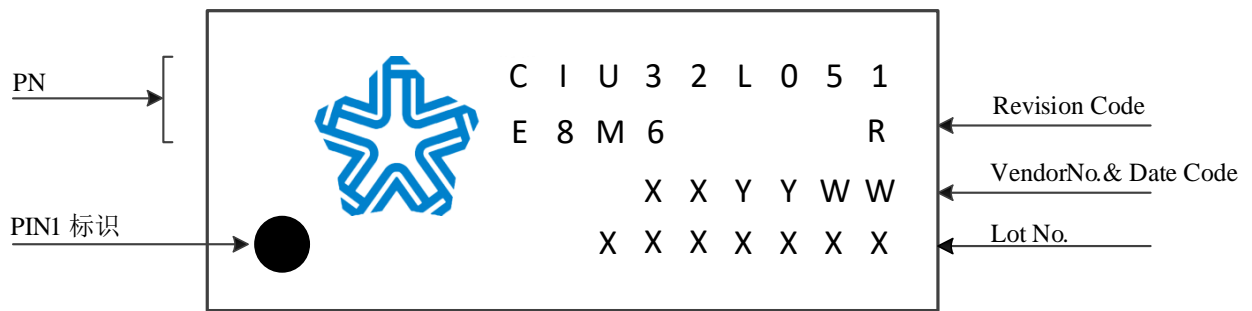 PN
C I U 3 2 L 0 5 1
E 8 M 6 R
Revision Code
X X Y Y W W
VendorNo.& Date Code
PIN1 标识
X X X X X X X
Lot No.